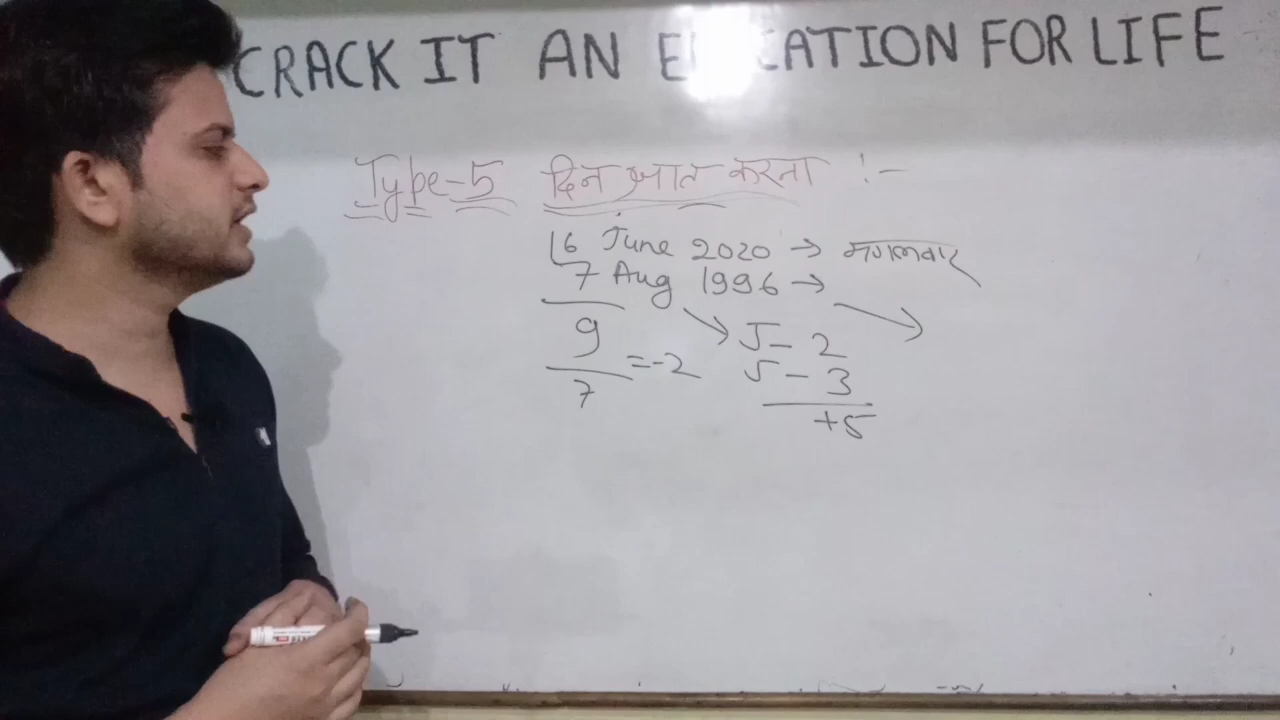 CRACK IT AN E CATION FOR LIFE
Type-5 दिन ज्ञात करना :-
16 June 2020 → मंगलवार
7 Aug 1996 →
9
7
=-2
J- 2
5 - 3
+5